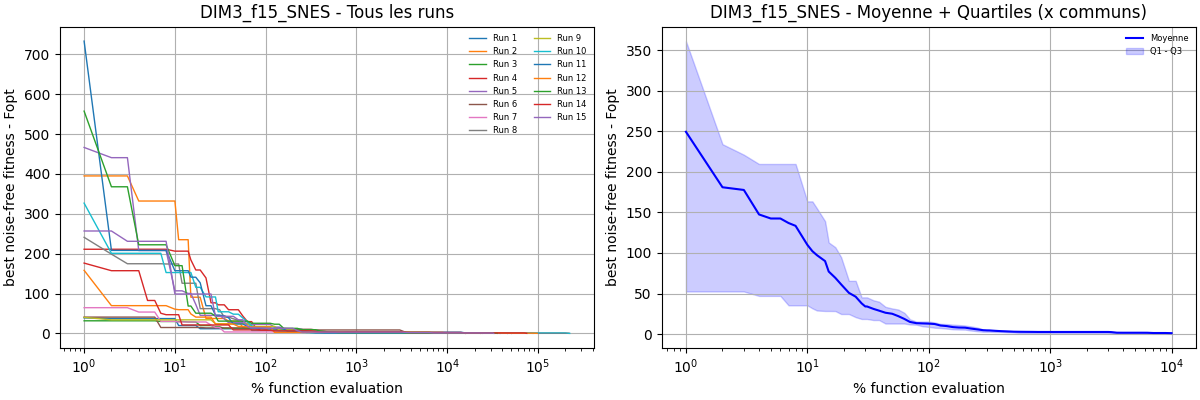 DIM3_f15_SNES - Tous les runs
best noise-free fitness - Fopt
700
600
500
400
300
200
100
0
Run 1
Run 2
Run 3
Run 4
Run 5
Run 6
Run 7
Run 8
Run 9
Run 10
Run 11
Run 12
Run 13
Run 14
Run 15
10⁰
10¹
10²
10³
10⁴
10⁵
% function evaluation
DIM3_f15_SNES - Moyenne + Quartiles (x communs)
best noise-free fitness - Fopt
350
300
250
200
150
100
50
0
Moyenne
Q1 - Q3
10⁰
10¹
10²
10³
10⁴
% function evaluation